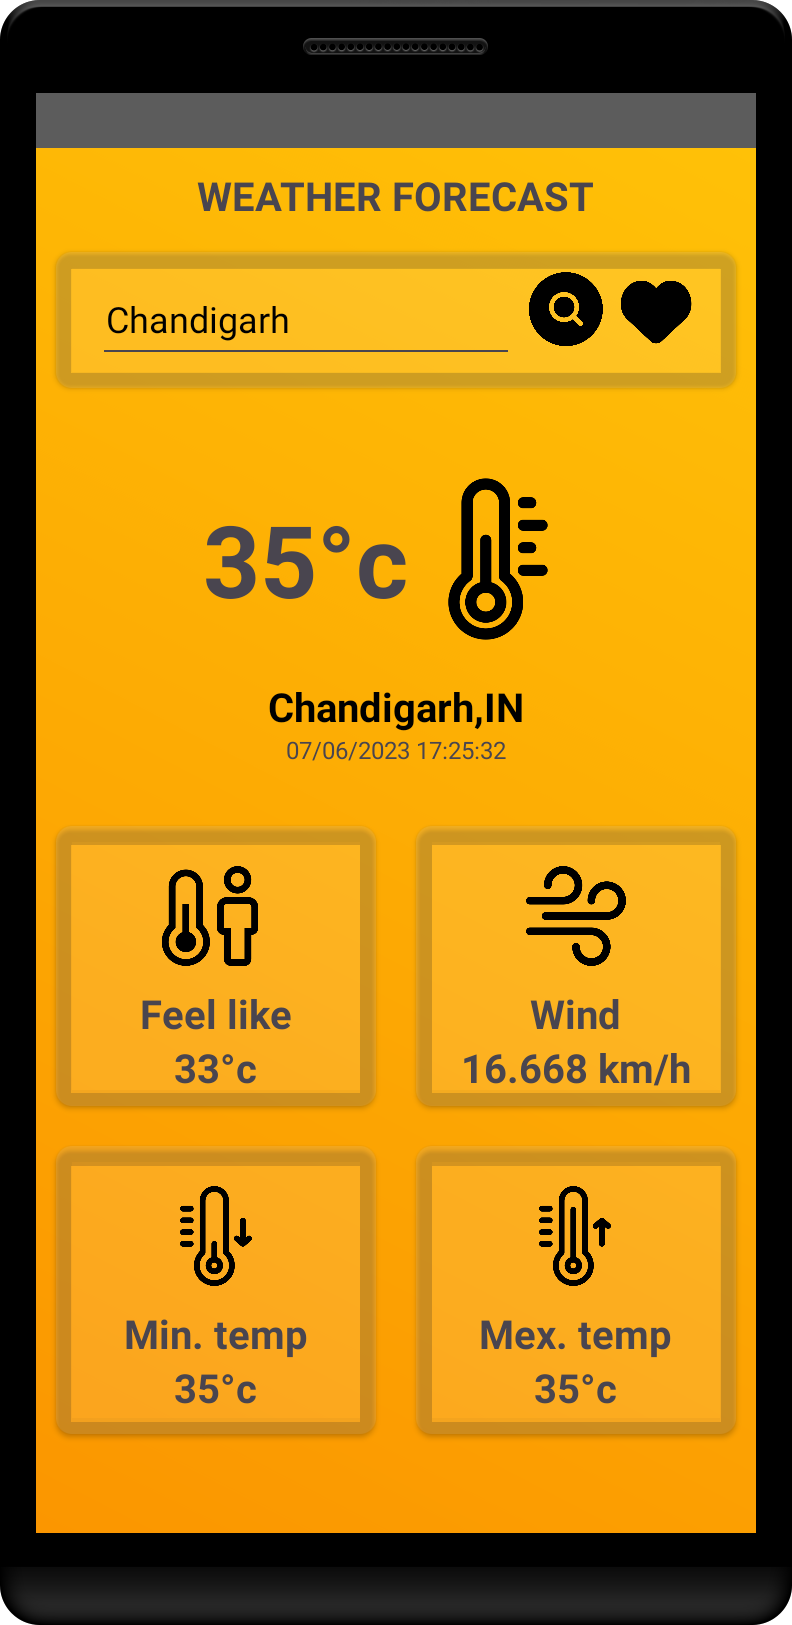 WEATHER FORECAST
Chandigarh
35°c
Chandigarh,IN
07/06/2023 17:25:32
Feel like
33°c
Wind
16.668 km/h
Min. temp
35°c
Mex. temp
35°c